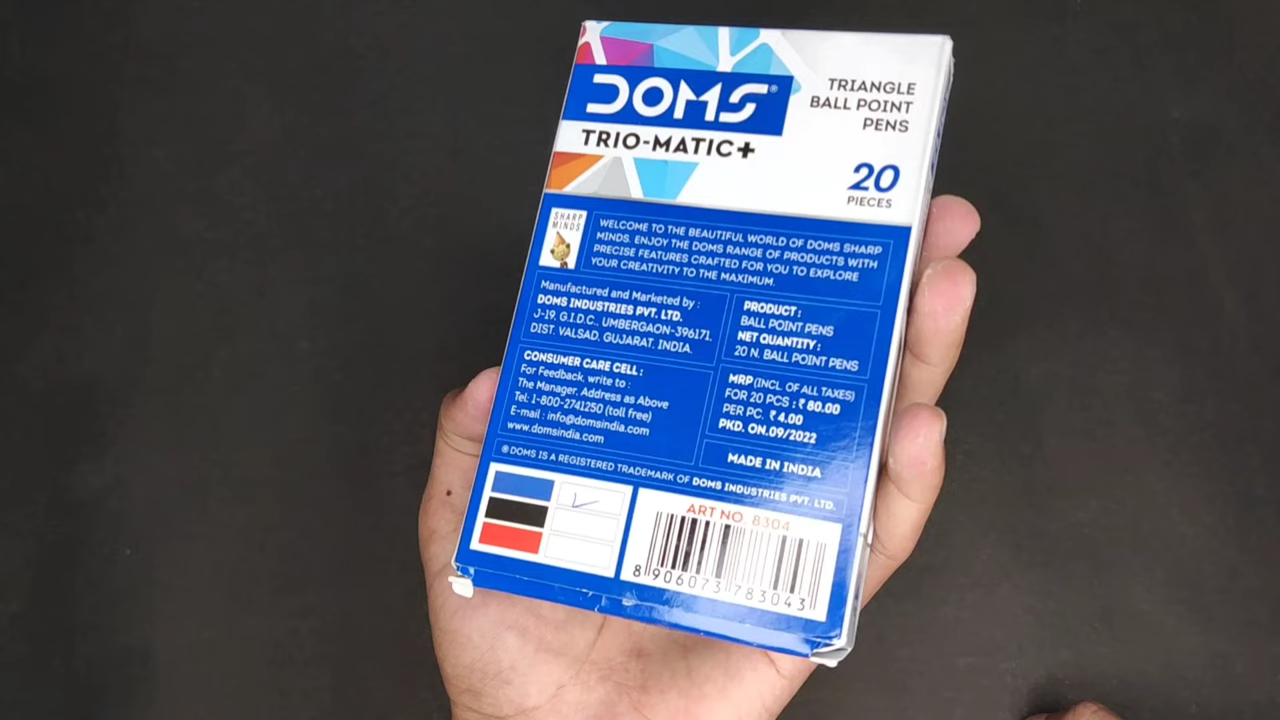 DOMS®
TRIO-MATIC+
TRIANGLE
BALL POINT
PENS
20
PIECES
SHARP
MINDS
WELCOME TO THE BEAUTIFUL WORLD OF DOMS SHARP
MINDS. ENJOY THE DOMS RANGE OF PRODUCTS WITH
PRECISE FEATURES CRAFTED FOR YOU TO EXPLORE
YOUR CREATIVITY TO THE MAXIMUM.
Manufactured and Marketed by :
DOMS INDUSTRIES PVT. LTD.
J-19, G.I.D.C., UMBERGAON-396171,
DIST. VALSAD, GUJARAT, INDIA.
PRODUCT :
BALL POINT PENS
NET QUANTITY :
20 N. BALL POINT PENS
CONSUMER CARE CELL :
For Feedback, write to :
The Manager, Address as Above
Tel: 1-800-2741250 (toll free)
E-mail : info@domsindia.com
www.domsindia.com
MRP (INCL. OF ALL TAXES)
FOR 20 PCS : ₹ 80.00
PER PC. ₹ 4.00
PKD. ON.09/2022
MADE IN INDIA
® DOMS IS A REGISTERED TRADEMARK OF DOMS INDUSTRIES PVT. LTD.
ART NO. 8304
8 906073 783043